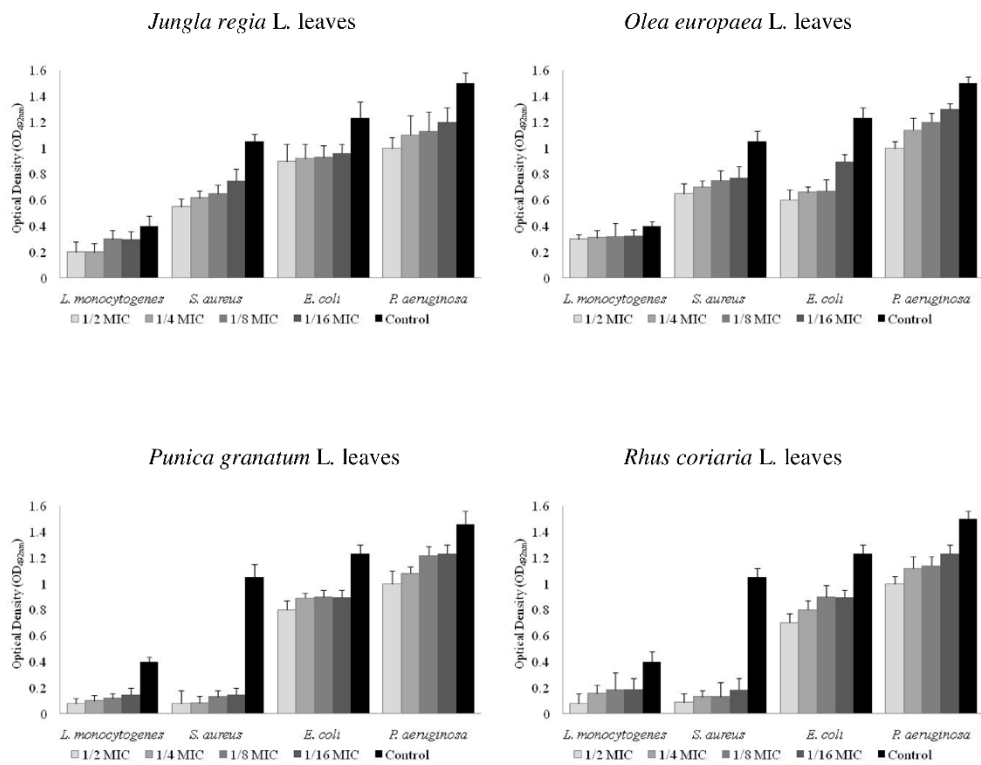 Jungla regia L. leaves
Optical Density (OD492nm)
1.6
1.4
1.2
1
0.8
0.6
0.4
0.2
0
L. monocytogenes S. aureus E. coli P. aeruginosa
1/2 MIC 1/4 MIC 1/8 MIC 1/16 MIC Control
Olea europaea L. leaves
Optical Density (OD492nm)
1.6
1.4
1.2
1
0.8
0.6
0.4
0.2
0
L. monocytogenes S. aureus E. coli P. aeruginosa
1/2 MIC 1/4 MIC 1/8 MIC 1/16 MIC Control
Punica granatum L. leaves
Optical Density (OD492nm)
1.6
1.4
1.2
1
0.8
0.6
0.4
0.2
0
L. monocytogenes S. aureus E. coli P. aeruginosa
1/2 MIC 1/4 MIC 1/8 MIC 1/16 MIC Control
Rhus coriaria L. leaves
Optical Density (OD492nm)
1.6
1.4
1.2
1
0.8
0.6
0.4
0.2
0
L. monocytogenes S. aureus E. coli P. aeruginosa
1/2 MIC 1/4 MIC 1/8 MIC 1/16 MIC Control